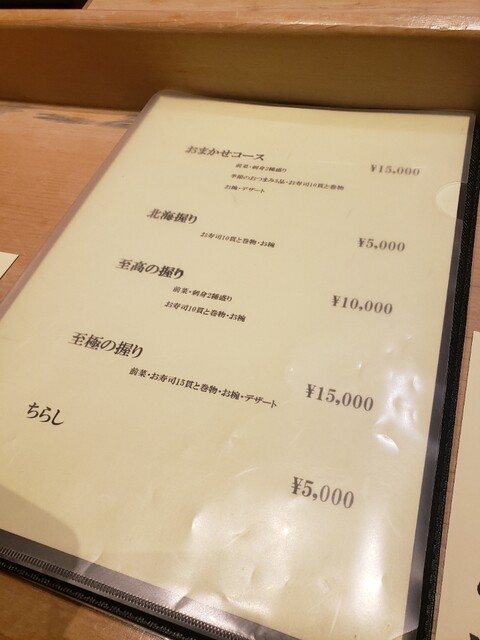 おまかせコース ¥15,000
前菜・刺身2種盛り
季節のおつまみ3品・お寿司10貫と巻物
お椀・デザート
北海握り ¥5,000
お寿司10貫と巻物・お椀
至高の握り ¥10,000
前菜・刺身2種盛り
お寿司10貫と巻物・お椀
至極の握り ¥15,000
前菜・お寿司15貫と巻物・お椀・デザート
ちらし ¥5,000